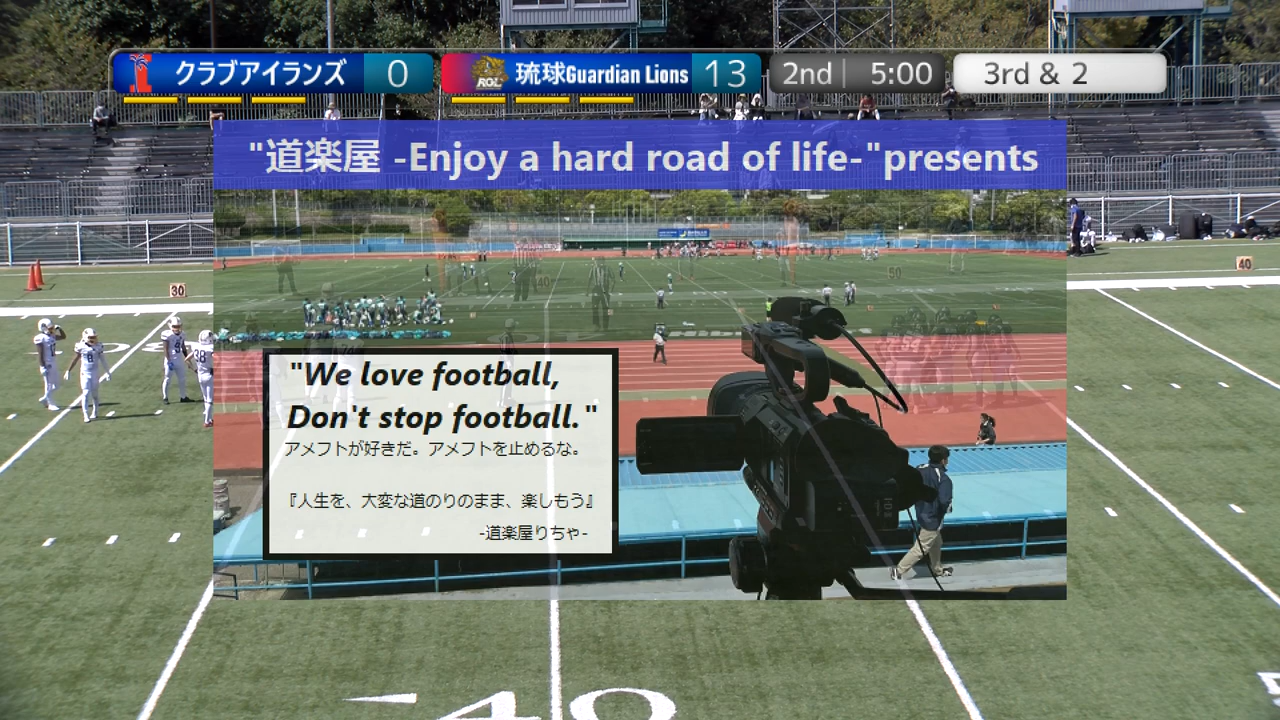 クラブアイランズ 0 ROL 琉球Guardian Lions 13 2nd 5:00 3rd & 2
"道楽屋 -Enjoy a hard road of life-"presents
40
30
"We love football,
Don't stop football."
アメフトが好きだ。アメフトを止めるな。
『人生を、大変な道のりのまま、楽しもう』
-道楽屋りちゃ-
40